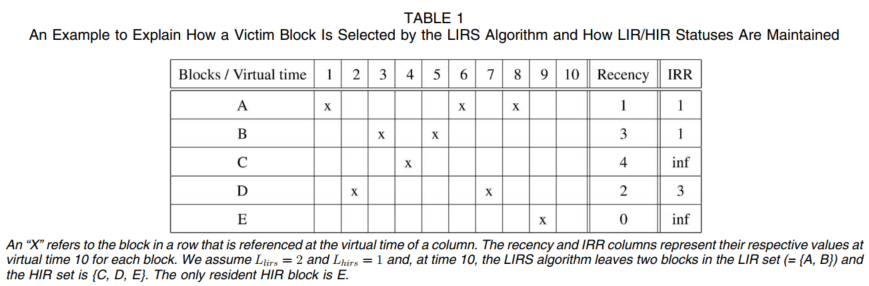 TABLE 1
An Example to Explain How a Victim Block Is Selected by the LIRS Algorithm and How LIR/HIR Statuses Are Maintained
Blocks / Virtual time 1 2 3 4 5 6 7 8 9 10 Recency IRR
A x x x 1 1
B x x 3 1
C x 4 inf
D x x 2 3
E x 0 inf
An “X” refers to the block in a row that is referenced at the virtual time of a column. The recency and IRR columns represent their respective values at
virtual time 10 for each block. We assume Llirs = 2 and Lhirs = 1 and, at time 10, the LIRS algorithm leaves two blocks in the LIR set (= {A, B}) and
the HIR set is {C, D, E}. The only resident HIR block is E.